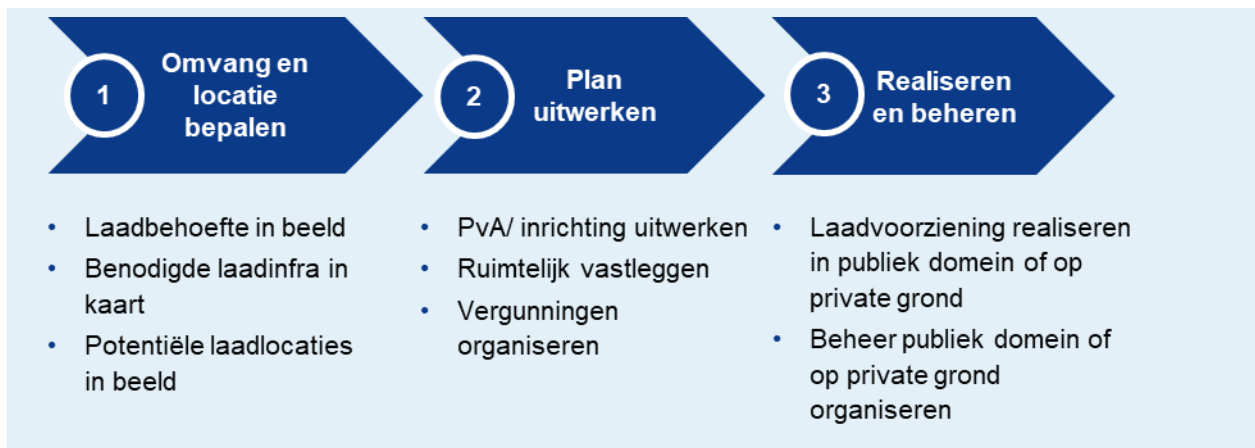 1
Omvang en
locatie
bepalen
2
Plan
uitwerken
3
Realiseren
en beheren
• Laadbehoefte in beeld
• Benodigde laadinfra in
kaart
• Potentiële laadlocaties
in beeld
• PvA/ inrichting uitwerken
• Ruimtelijk vastleggen
• Vergunningen
organiseren
• Laadvoorziening realiseren
in publiek domein of op
private grond
• Beheer publiek domein of
op private grond
organiseren